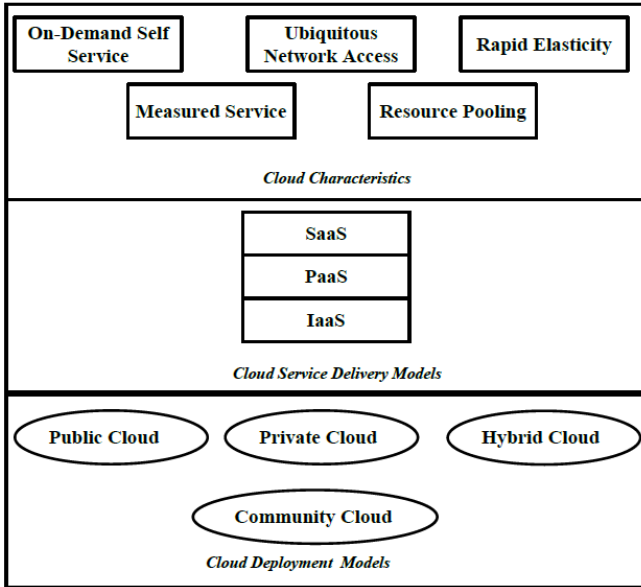 On-Demand Self
Service
Ubiquitous
Network Access
Rapid Elasticity
Measured Service
Resource Pooling
Cloud Characteristics
SaaS
PaaS
IaaS
Cloud Service Delivery Models
Public Cloud
Private Cloud
Hybrid Cloud
Community Cloud
Cloud Deployment Models